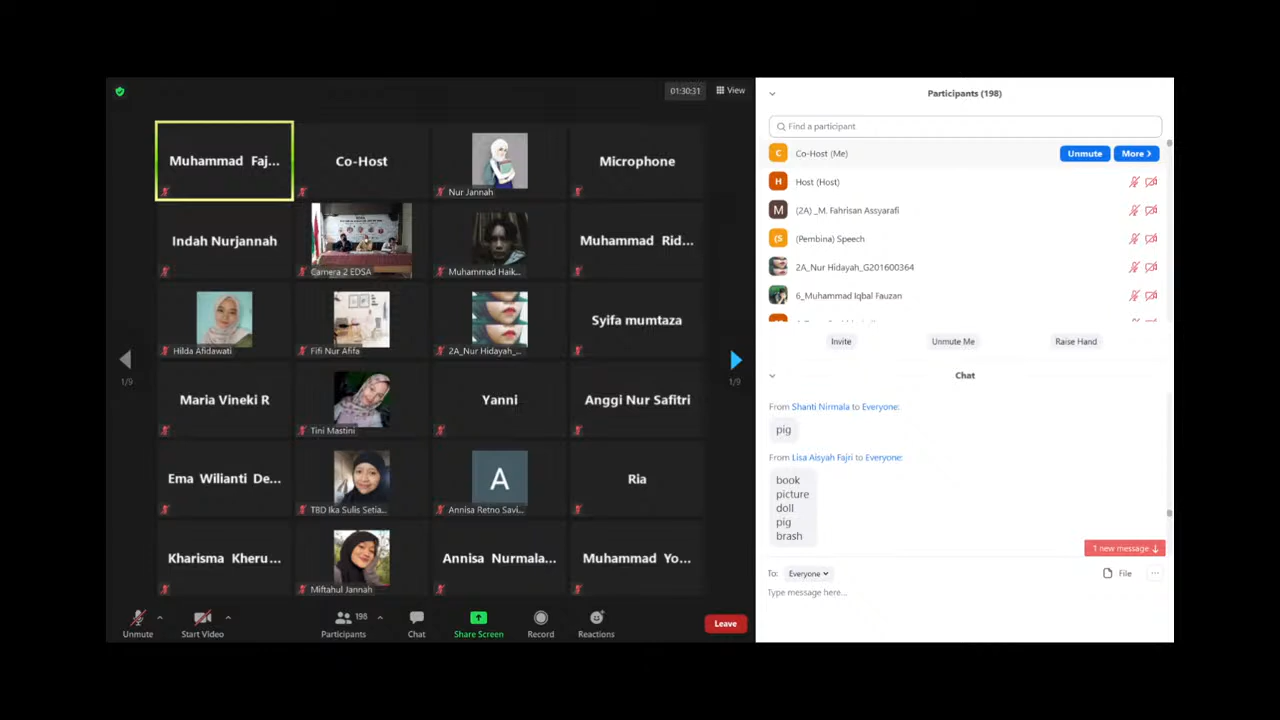 01:30:31
View
Muhammad Faj...
Co-Host
Nur Jannah
Microphone
Indah Nurjannah
Camera 2 EDSA
Muhammad Haik...
Muhammad Rid...
Hilda Afidawati
Fifi Nur Afifa
2A_Nur Hidayah_...
Syifa mumtaza
1/9
1/9
Maria Vineki R
Tini Mastini
Yanni
Anggi Nur Safitri
Ema Wilianti De...
TBD Ika Sulis Setia...
A
Annisa Retno Savi...
Ria
Kharisma Kheru...
Miftahul Jannah
Annisa Nurmala...
Muhammad Yo...
Unmute
Start Video
198
Participants
Chat
Share Screen
Record
Reactions
Leave
Participants (198)
Find a participant
C
Co-Host (Me)
Unmute
More
H
Host (Host)
M
(2A) _M. Fahrisan Assyarafi
(S
(Pembina) Speech
2A_Nur Hidayah_G201600364
6_Muhammad Iqbal Fauzan
Invite
Unmute Me
Raise Hand
Chat
From Shanti Nirmala to Everyone:
pig
From Lisa Aisyah Fajri to Everyone:
book
picture
doll
pig
brash
1 new message
To: Everyone
File
Type message here...